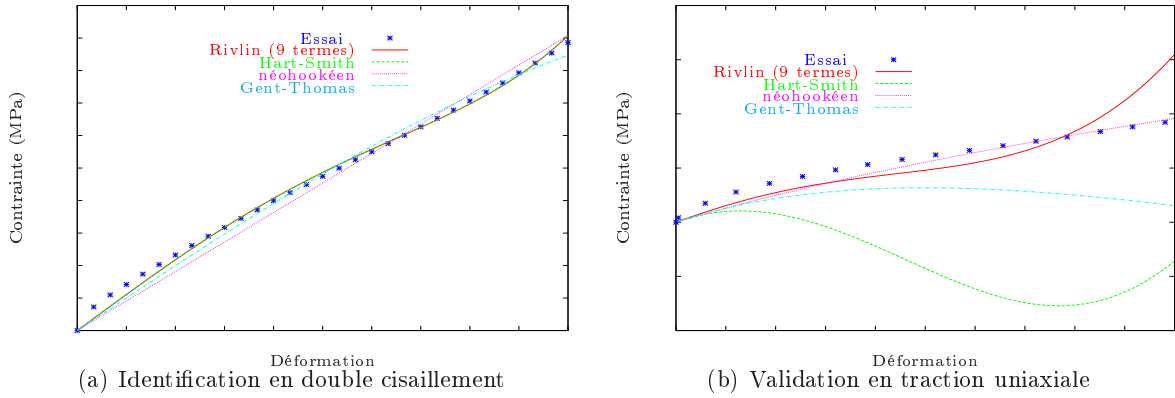 Contrainte (MPa)
Essai
Rivlin (9 termes)
Hart-Smith
néohookéen
Gent-Thomas
Déformation
(a) Identification en double cisaillement
Contrainte (MPa)
Essai
Rivlin (9 termes)
Hart-Smith
néohookéen
Gent-Thomas
Déformation
(b) Validation en traction uniaxiale